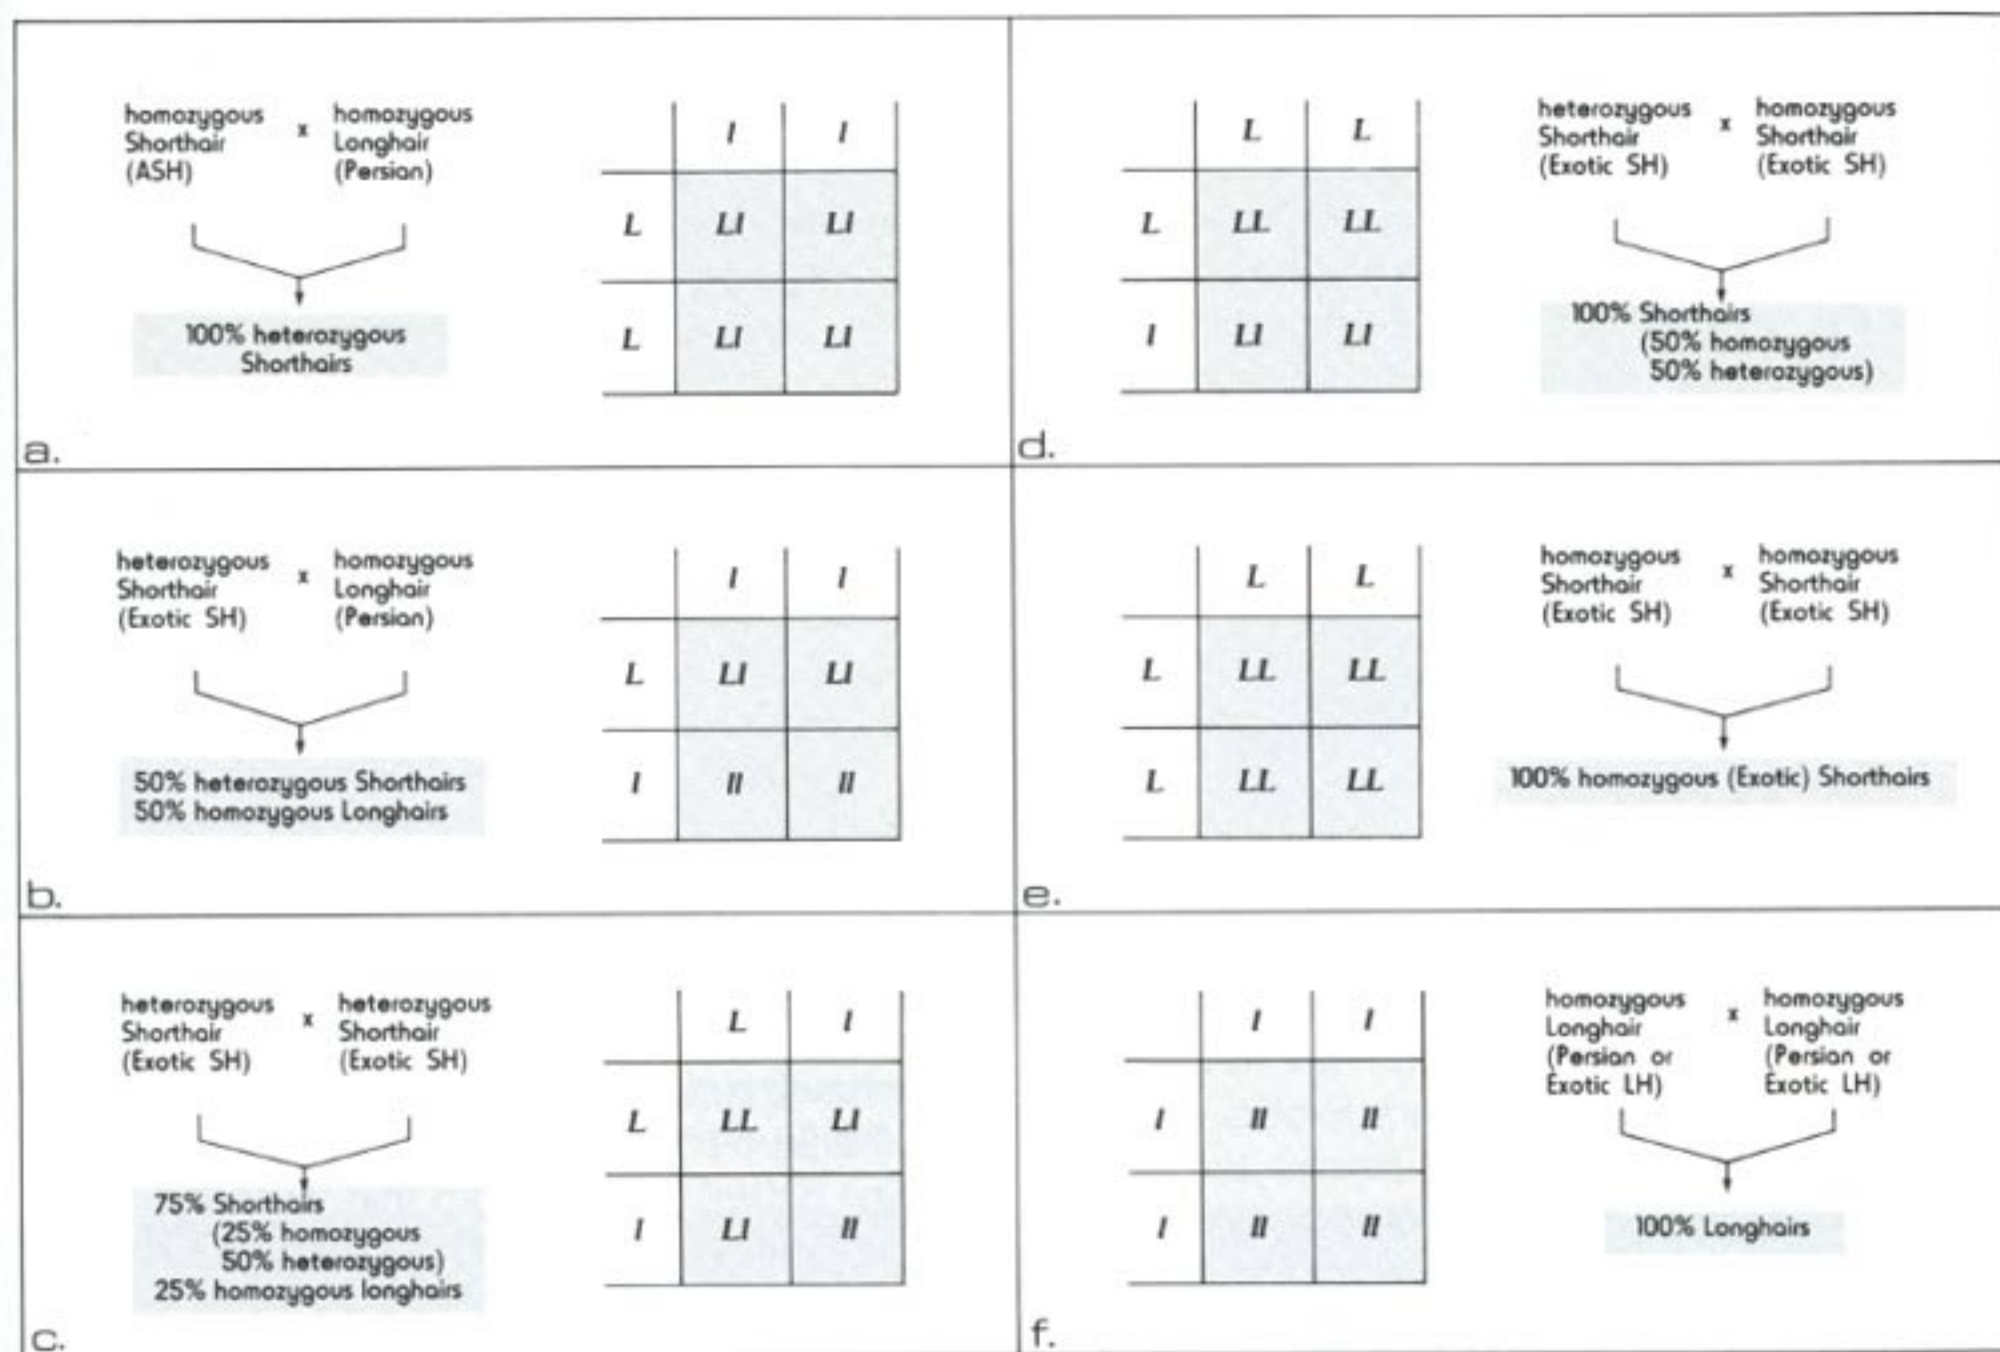 homozygous
Shorthair
(ASH)
x
homozygous
Longhair
(Persian)
100% heterozygous
Shorthairs
l l
L Ll Ll
L Ll Ll
a.
heterozygous
Shorthair
(Exotic SH)
x
homozygous
Longhair
(Persian)
50% heterozygous Shorthairs
50% homozygous Longhairs
l l
L Ll Ll
l ll ll
b.
heterozygous
Shorthair
(Exotic SH)
x
heterozygous
Shorthair
(Exotic SH)
75% Shorthairs
(25% homozygous
50% heterozygous)
25% homozygous longhairs
L l
L LL Ll
l Ll ll
c.
L L
L LL LL
l Ll Ll
heterozygous
Shorthair
(Exotic SH)
x
homozygous
Shorthair
(Exotic SH)
100% Shorthairs
(50% homozygous
50% heterozygous)
d.
L L
L LL LL
L LL LL
homozygous
Shorthair
(Exotic SH)
x
homozygous
Shorthair
(Exotic SH)
100% homozygous (Exotic) Shorthairs
e.
l l
l ll ll
l ll ll
homozygous
Longhair
(Persian or
Exotic LH)
x
homozygous
Longhair
(Persian or
Exotic LH)
100% Longhairs
f.